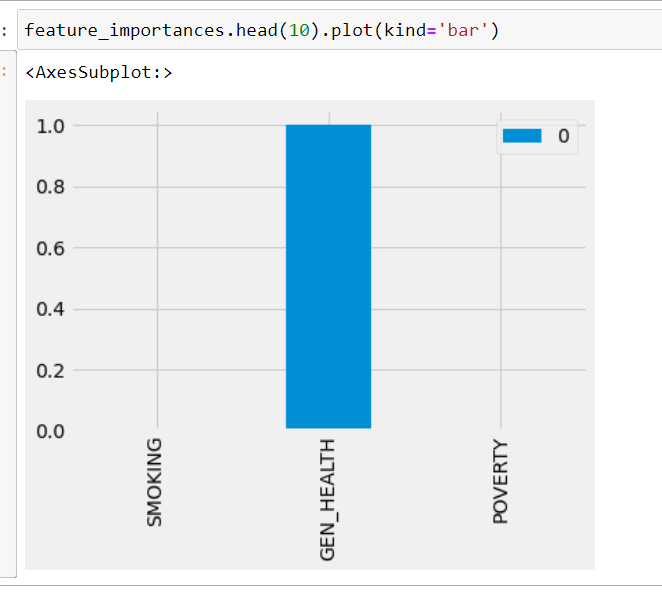 : feature_importances.head(10).plot(kind='bar')
: <AxesSubplot:>
1.0
0
0.8
0.6
0.4
0.2
0.0
SMOKING
GEN_HEALTH
POVERTY